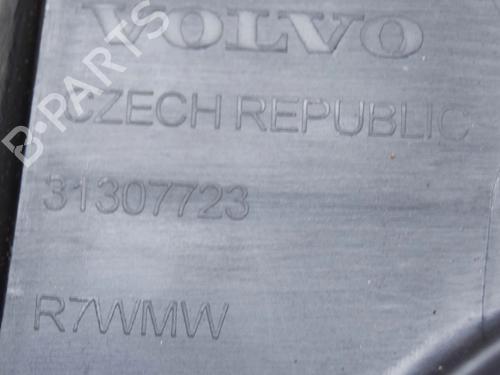 VOLVO
CZECH REPUBLIC
31307723
R7WMW
B-PARTS